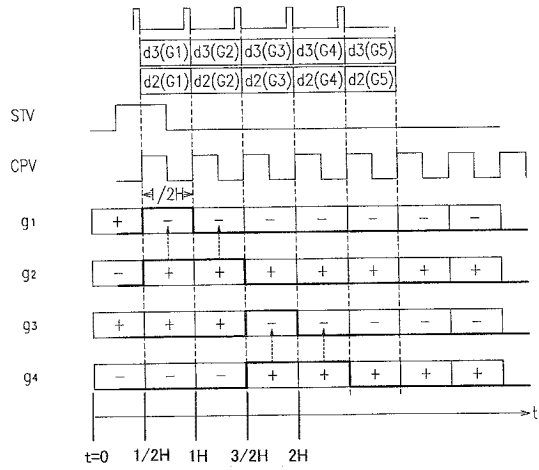 d3(G1) d3(G2) d3(G3) d3(G4) d3(G5)
d2(G1) d2(G2) d2(G3) d2(G4) d2(G5)
STV
CPV
1/2H
g1 + − − − − − − −
g2 − + + + + + + +
g3 + + + − − − − −
g4 − − − + + + + +
t
t=0 1/2H 1H 3/2H 2H